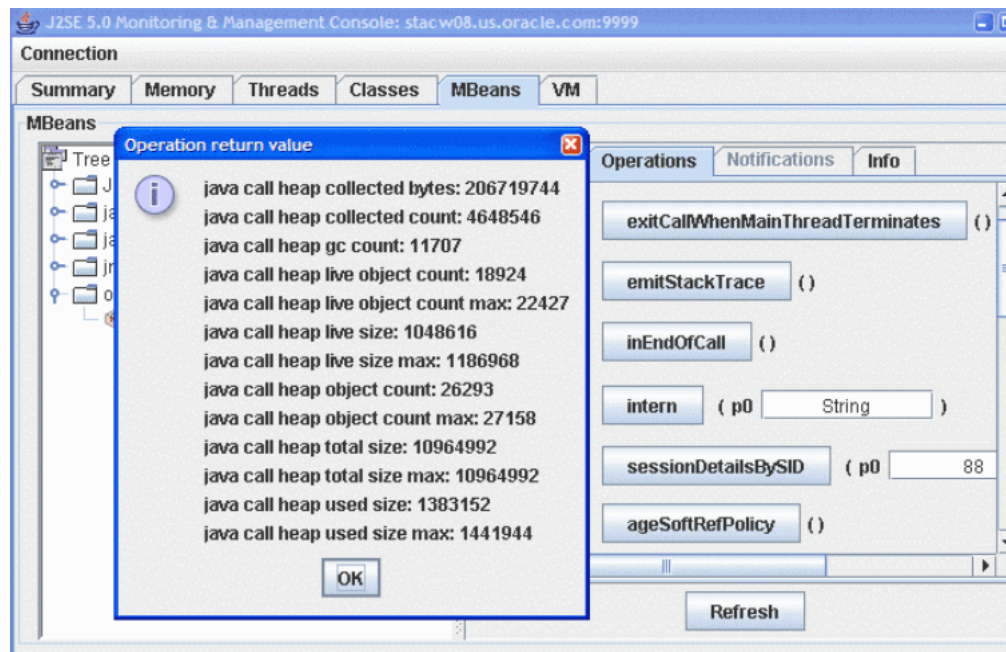 J2SE 5.0 Monitoring & Management Console: stacw08.us.oracle.com:9999
Connection
Summary Memory Threads Classes MBeans VM
MBeans
Tree
Operation return value
java call heap collected bytes: 206719744
java call heap collected count: 4648546
java call heap gc count: 11707
java call heap live object count: 18924
java call heap live object count max: 22427
java call heap live size: 1048616
java call heap live size max: 1186968
java call heap object count: 26293
java call heap object count max: 27158
java call heap total size: 10964992
java call heap total size max: 10964992
java call heap used size: 1383152
java call heap used size max: 1441944
OK
Operations Notifications Info
exitCallWhenMainThreadTerminates ()
emitStackTrace ()
inEndOfCall ()
intern ( p0 String )
sessionDetailsBySID ( p0 88
ageSoftRefPolicy ()
Refresh